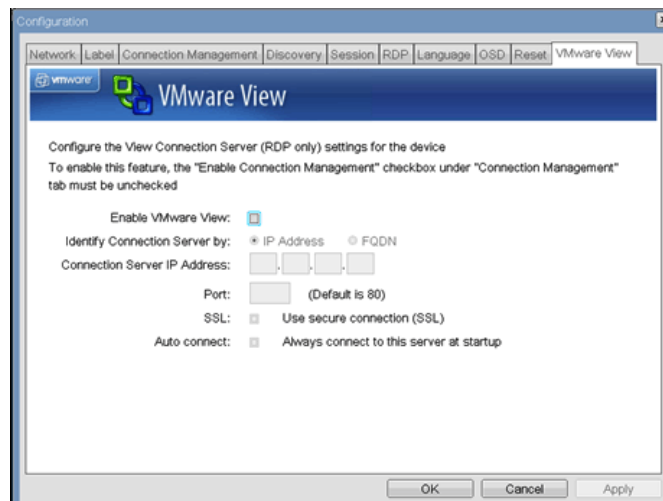 Configuration
Network Label Connection Management Discovery Session RDP Language OSD Reset VMware View
vmware VMware View
Configure the View Connection Server (RDP only) settings for the device
To enable this feature, the "Enable Connection Management" checkbox under "Connection Management"
tab must be unchecked
Enable VMware View:
Identify Connection Server by: IP Address FQDN
Connection Server IP Address: . . .
Port: (Default is 80)
SSL: Use secure connection (SSL)
Auto connect: Always connect to this server at startup
OK Cancel Apply